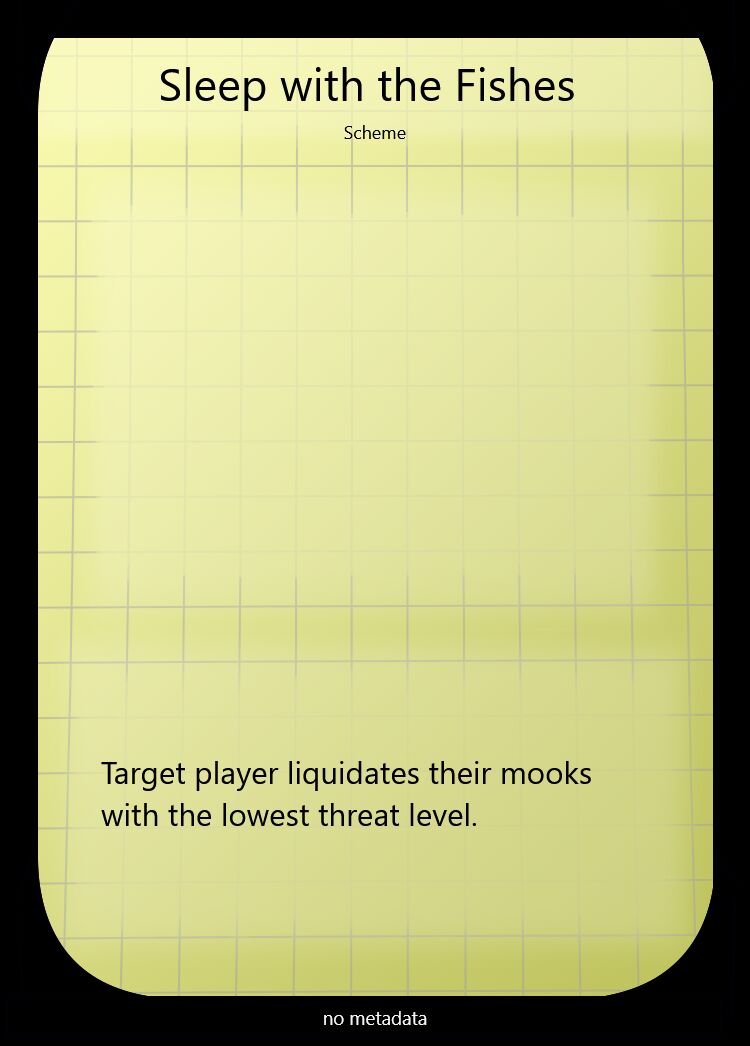 Sleep with the Fishes
Scheme
Target player liquidates their mooks
with the lowest threat level.
no metadata